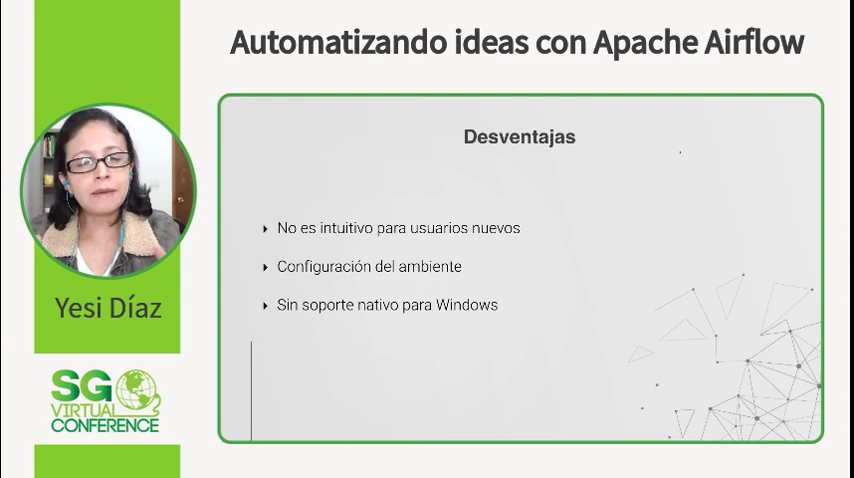 Automatizando ideas con Apache Airflow
Desventajas
No es intuitivo para usuarios nuevos
Configuración del ambiente
Sin soporte nativo para Windows
Yesi Díaz
SG
VIRTUAL
CONFERENCE